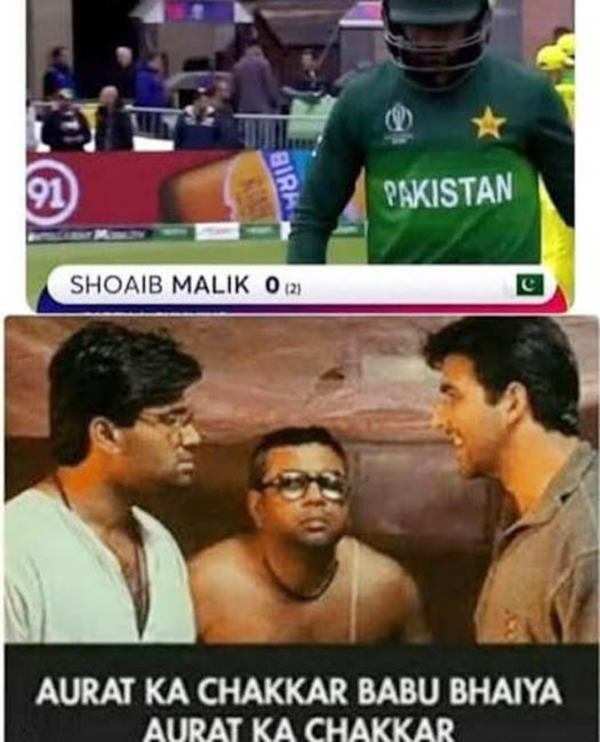 91
BIRA
PAKISTAN
SHOAIB MALIK 0 (2)
AURAT KA CHAKKAR BABU BHAIYA
AURAT KA CHAKKAR